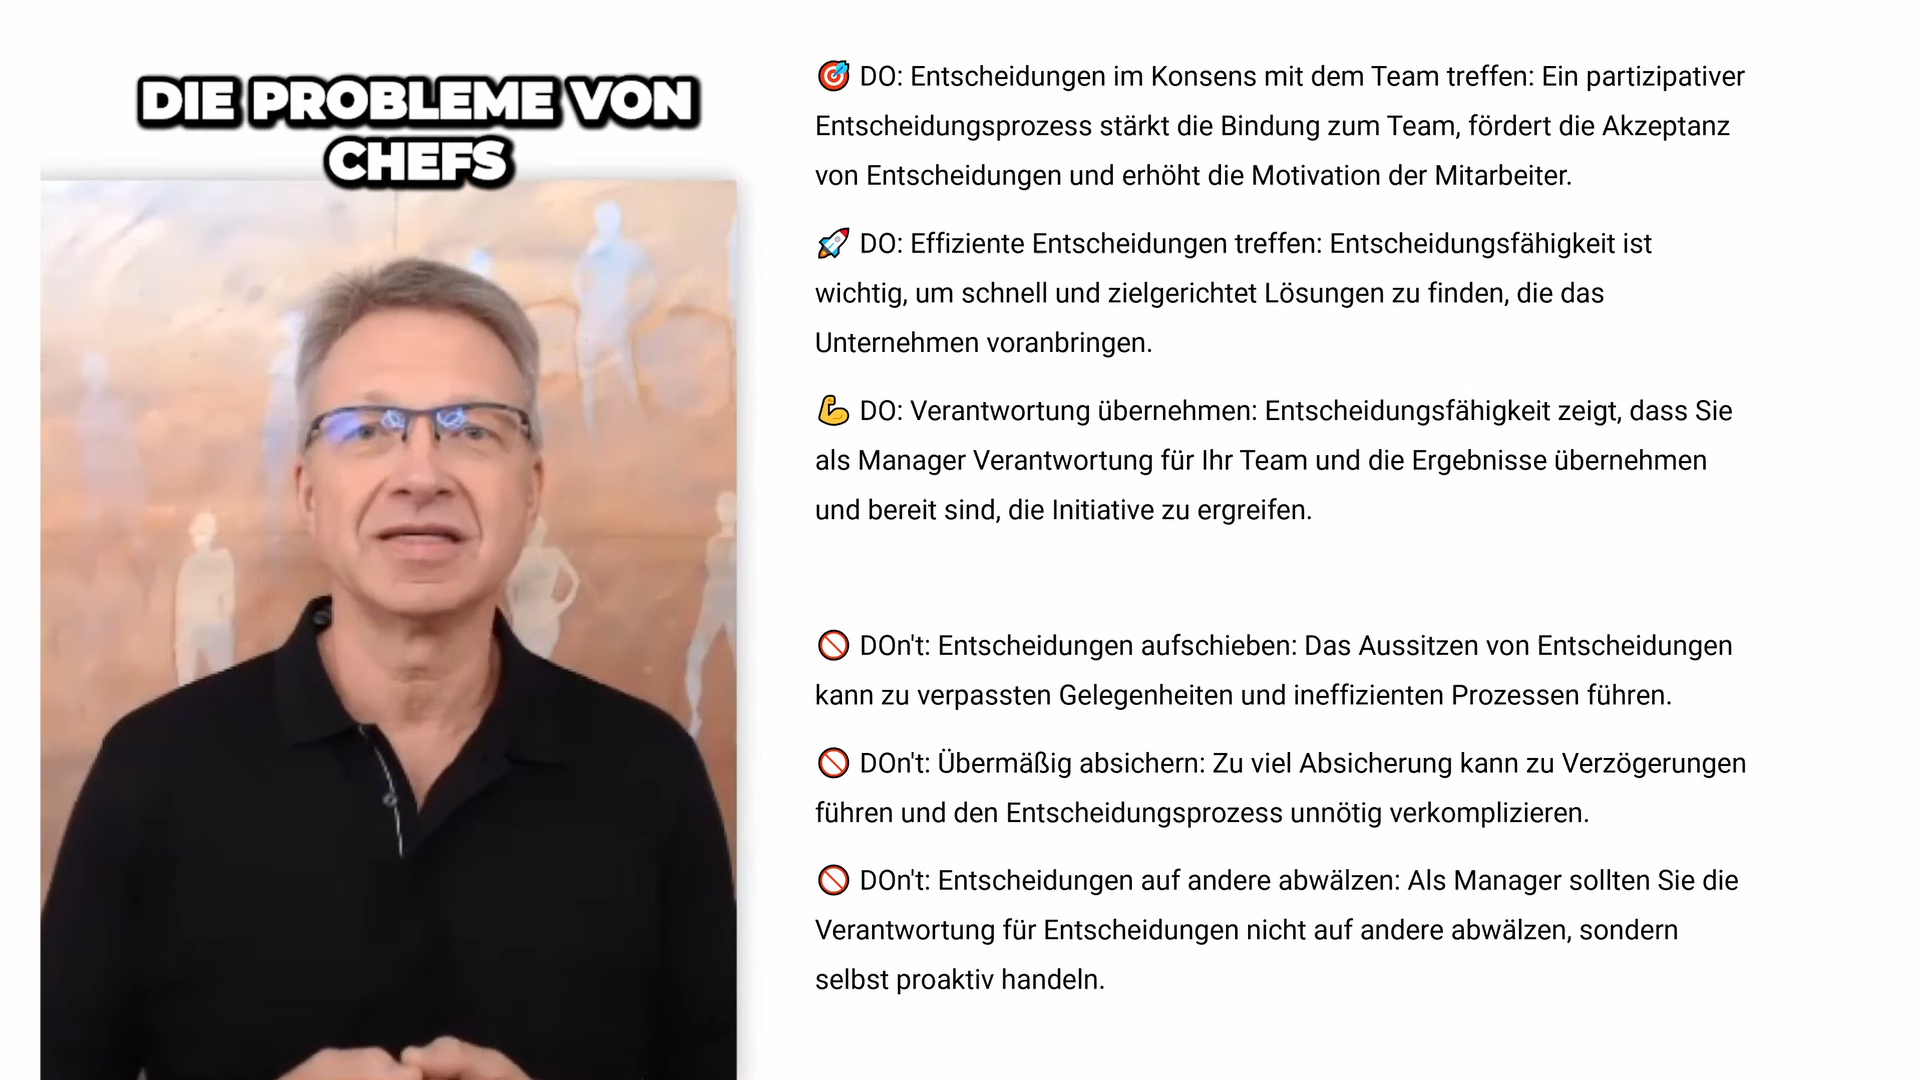 DIE PROBLEME VON
CHEFS
🎯 DO: Entscheidungen im Konsens mit dem Team treffen: Ein partizipativer
Entscheidungsprozess stärkt die Bindung zum Team, fördert die Akzeptanz
von Entscheidungen und erhöht die Motivation der Mitarbeiter.
🚀 DO: Effiziente Entscheidungen treffen: Entscheidungsfähigkeit ist
wichtig, um schnell und zielgerichtet Lösungen zu finden, die das
Unternehmen voranbringen.
💪 DO: Verantwortung übernehmen: Entscheidungsfähigkeit zeigt, dass Sie
als Manager Verantwortung für Ihr Team und die Ergebnisse übernehmen
und bereit sind, die Initiative zu ergreifen.
🚫 DOn't: Entscheidungen aufschieben: Das Aussitzen von Entscheidungen
kann zu verpassten Gelegenheiten und ineffizienten Prozessen führen.
🚫 DOn't: Übermäßig absichern: Zu viel Absicherung kann zu Verzögerungen
führen und den Entscheidungsprozess unnötig verkomplizieren.
🚫 DOn't: Entscheidungen auf andere abwälzen: Als Manager sollten Sie die
Verantwortung für Entscheidungen nicht auf andere abwälzen, sondern
selbst proaktiv handeln.